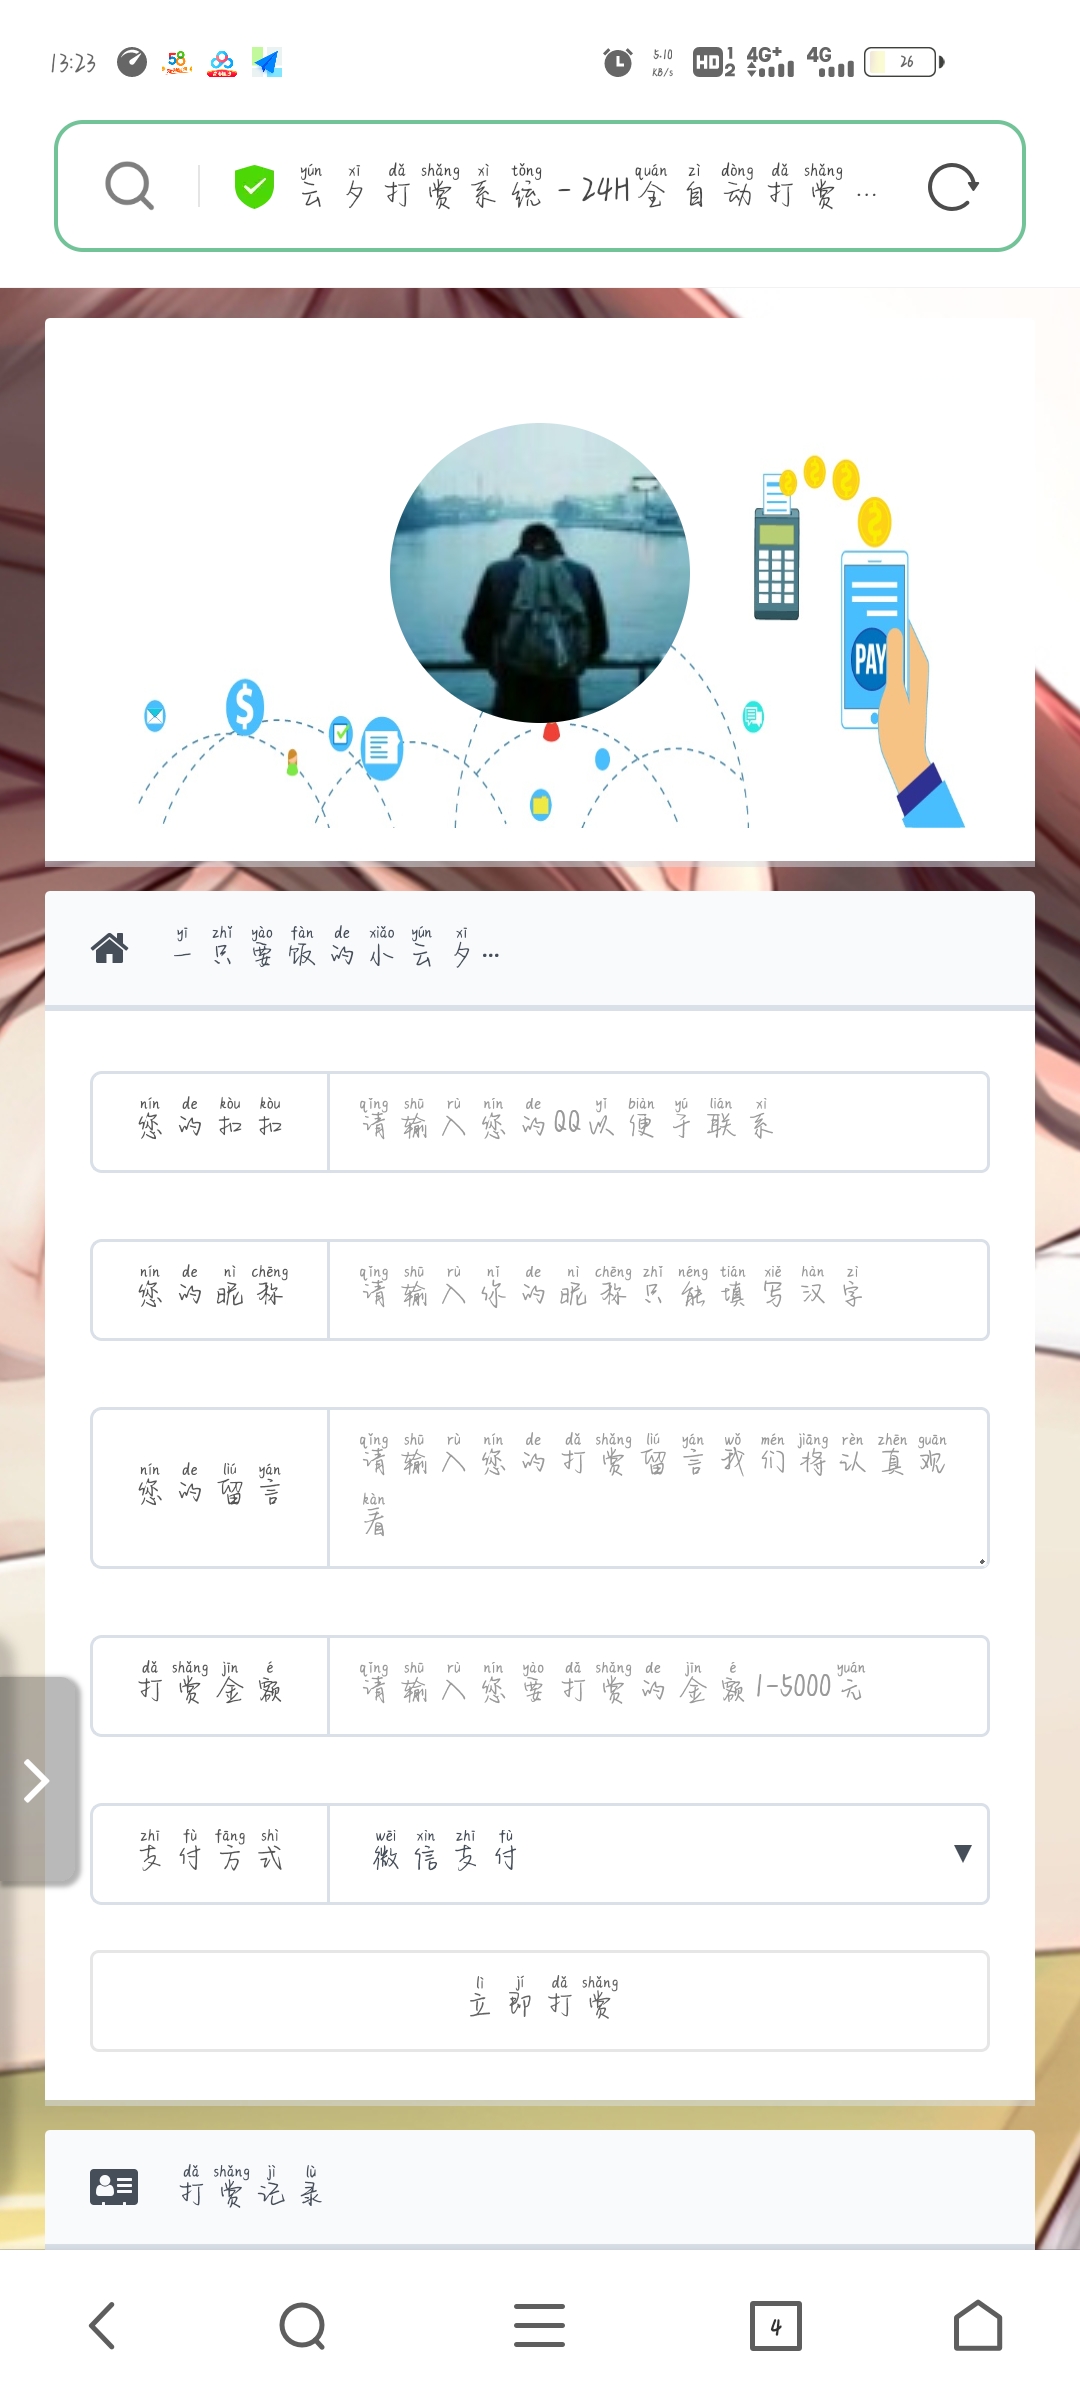 13:23 58 5.10 KB/s HD 1 2 4G+ 4G 26
yún xī dǎ shǎng xì tǒng quán zì dòng dǎ shǎng
云夕打赏系统-24H全自动打赏...
PAY
yī zhǐ yào fàn de xiǎo yún xī
一只要饭的小云夕...
nín de kòu kòu
您的扣扣
qǐng shū rù nín de yǐ biàn yú lián xì
请输入您的QQ以便于联系
nín de nì chēng
您的昵称
qǐng shū rù nǐ de nì chēng zhǐ néng tián xiě hàn zì
请输入你的昵称只能填写汉字
nín de liú yán
您的留言
qǐng shū rù nín de dǎ shǎng liú yán wǒ mén jiāng rèn zhēn guān
请输入您的打赏留言我们将认真观
kàn
看
dǎ shǎng jīn é
打赏金额
qǐng shū rù nín yào dǎ shǎng de jīn é yuán
请输入您要打赏的金额1-5000元
zhī fù fāng shì
支付方式
wēi xìn zhī fù
微信支付
lì jí dǎ shǎng
立即打赏
dǎ shǎng jì lù
打赏记录
4